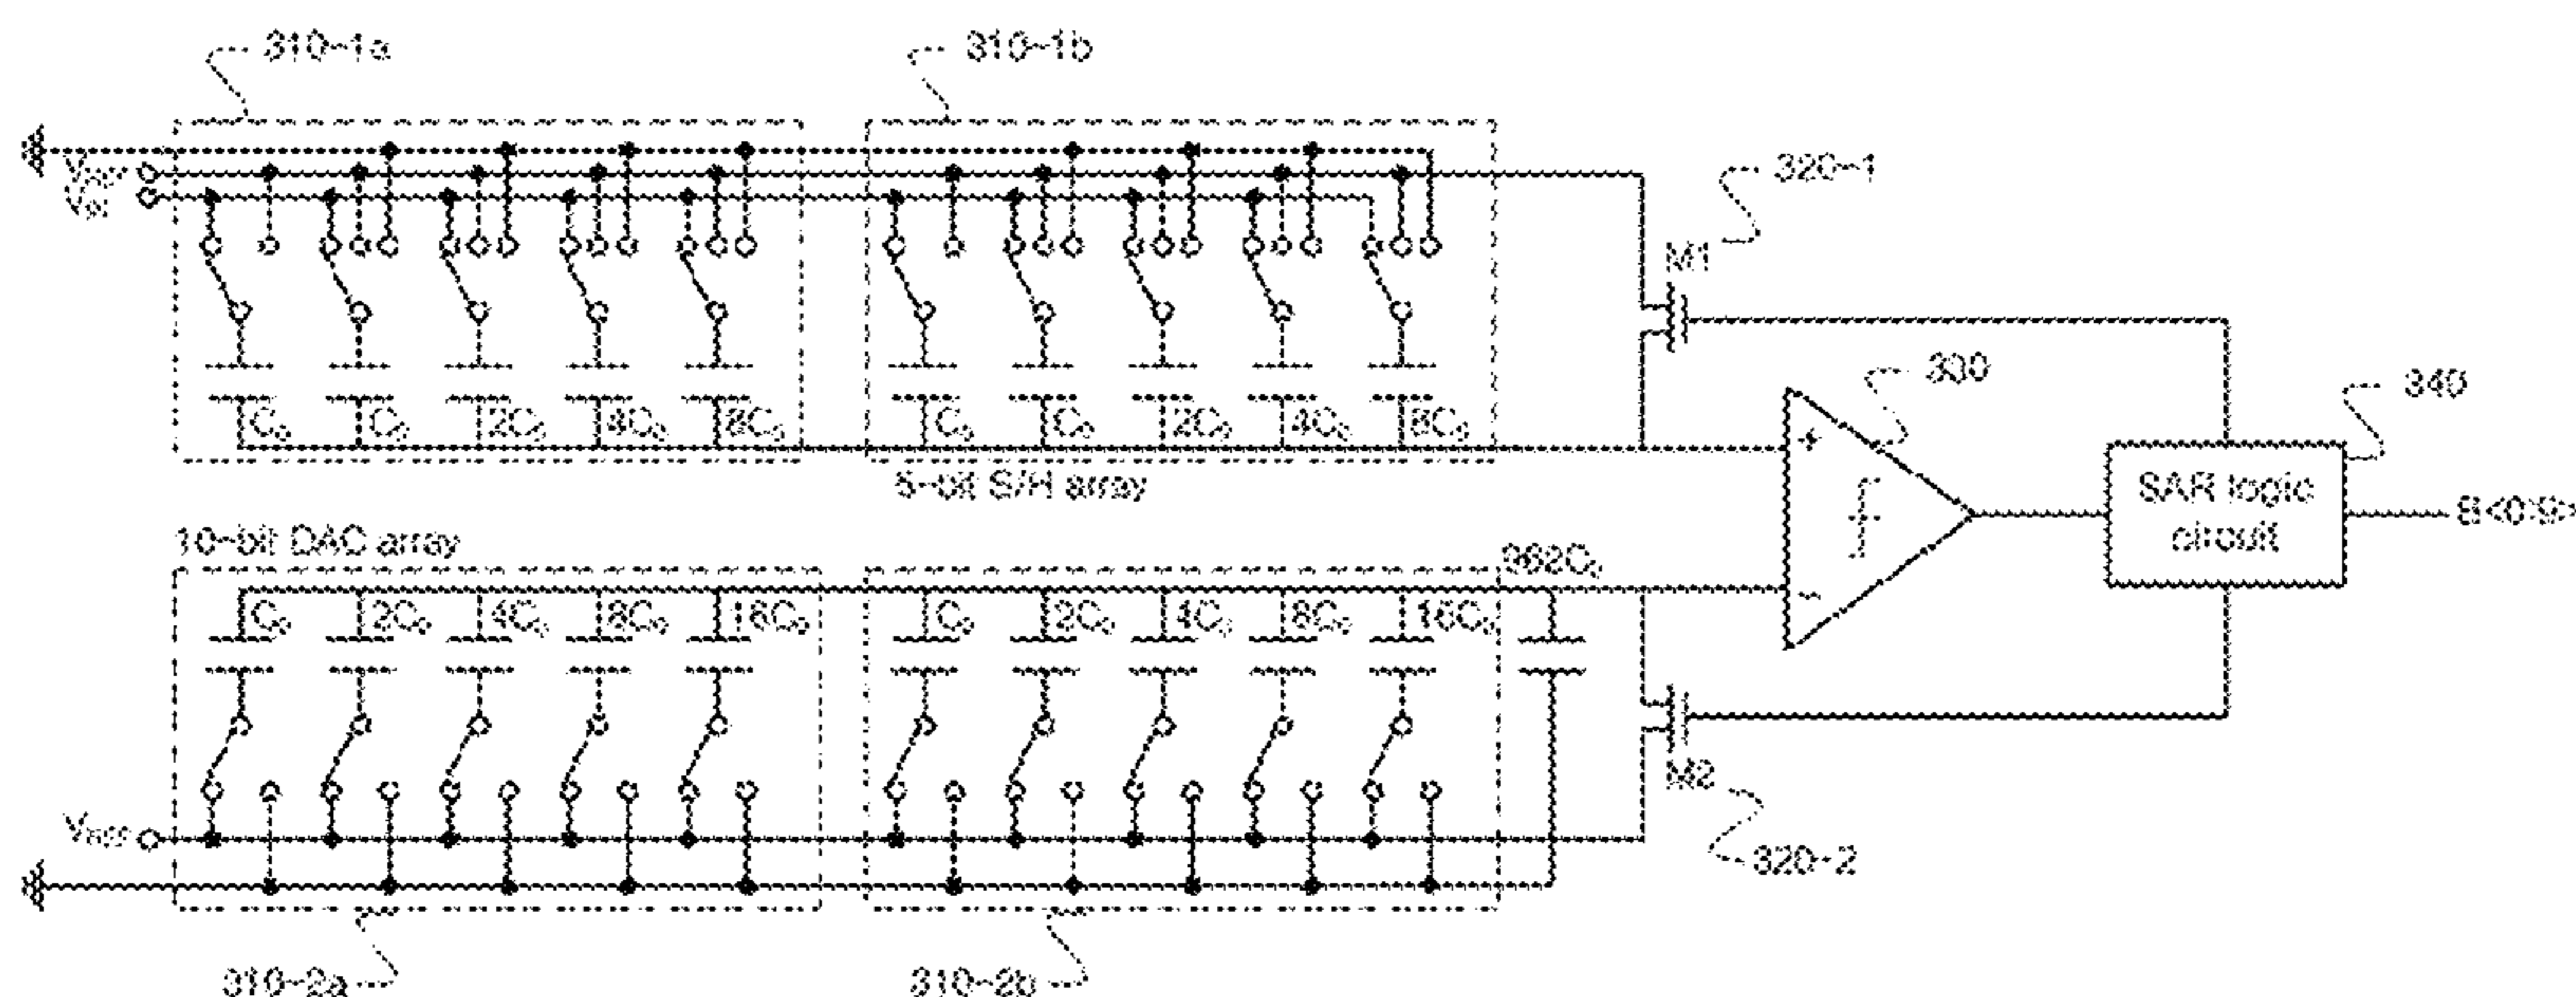 310-1a
310-1b
VREF
320-1
M1
330
340
C0 C0 2C0 4C0 8C0
C0 C0 2C0 4C0 8C0
+
5-bit S/H array
SAR logic
circuit
B<0:9>
10-bit DAC array
962C0
C0 2C0 4C0 8C0 16C0
C0 2C0 4C0 8C0 16C0
-
M2
VREF
320-2
310-2a
310-2b